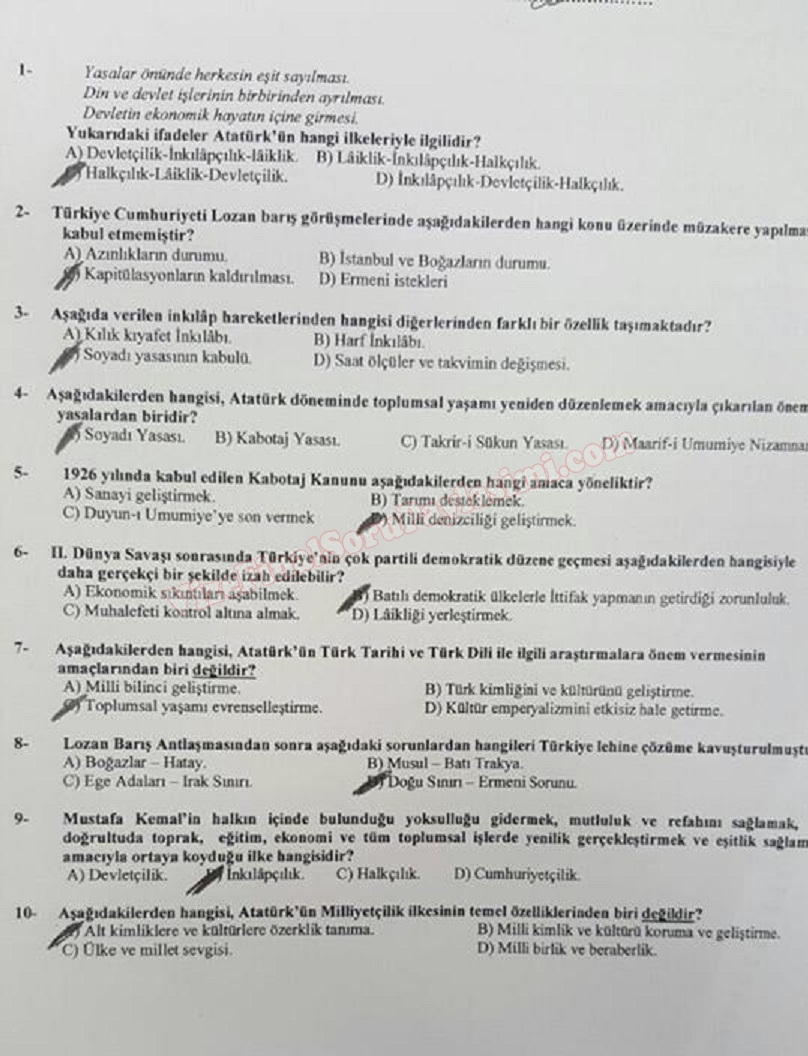 1-
Yasalar önünde herkesin eşit sayılması.
Din ve devlet işlerinin birbirinden ayrılması.
Devletin ekonomik hayatın içine girmesi.
Yukarıdaki ifadeler Atatürk'ün hangi ilkeleriyle ilgilidir?
A) Devletçilik-İnkılâpçılık-lâiklik. B) Lâiklik-İnkılâpçılık-Halkçılık.
) Halkçılık-Lâiklik-Devletçilik. D) İnkılâpçılık-Devletçilik-Halkçılık.
2- Türkiye Cumhuriyeti Lozan barış görüşmelerinde aşağıdakilerden hangi konu üzerinde müzakere yapılma
kabul etmemiştir?
A) Azınlıkların durumu. B) İstanbul ve Boğazların durumu.
) Kapitülasyonların kaldırılması. D) Ermeni istekleri
3- Aşağıda verilen inkılâp hareketlerinden hangisi diğerlerinden farklı bir özellik taşımaktadır?
A) Kılık kıyafet İnkılâbı. B) Harf İnkılâbı.
) Soyadı yasasının kabulü. D) Saat ölçüler ve takvimin değişmesi.
4- Aşağıdakilerden hangisi, Atatürk döneminde toplumsal yaşamı yeniden düzenlemek amacıyla çıkarılan önem
yasalardan biridir?
) Soyadı Yasası. B) Kabotaj Yasası. C) Takrir-i Sükun Yasası. D) Maarif-i Umumiye Nizamna
5- 1926 yılında kabul edilen Kabotaj Kanunu aşağıdakilerden hangi amaca yöneliktir?
A) Sanayi geliştirmek. B) Tarımı desteklemek.
C) Duyun-ı Umumiye'ye son vermek D) Milli denizciliği geliştirmek.
6- II. Dünya Savaşı sonrasında Türkiye'nin çok partili demokratik düzene geçmesi aşağıdakilerden hangisiyle
daha gerçekçi bir şekilde izah edilebilir?
A) Ekonomik sıkıntıları aşabilmek. B) Batılı demokratik ülkelerle İttifak yapmanın getirdiği zorunluluk.
C) Muhalefeti kontrol altına almak. D) Lâikliği yerleştirmek.
7- Aşağıdakilerden hangisi, Atatürk'ün Türk Tarihi ve Türk Dili ile ilgili araştırmalara önem vermesinin
amaçlarından biri değildir?
A) Milli bilinci geliştirme. B) Türk kimliğini ve kültürünü geliştirme.
C) Toplumsal yaşamı evrenselleştirme. D) Kültür emperyalizmini etkisiz hale getirme.
8- Lozan Barış Antlaşmasından sonra aşağıdaki sorunlardan hangileri Türkiye lehine çözüme kavuşturulmuştu
A) Boğazlar – Hatay. B) Musul – Batı Trakya.
C) Ege Adaları – Irak Sınırı. D) Doğu Sınırı – Ermeni Sorunu.
9- Mustafa Kemal'in halkın içinde bulunduğu yoksulluğu gidermek, mutluluk ve refahını sağlamak,
doğrultuda toprak, eğitim, ekonomi ve tüm toplumsal işlerde yenilik gerçekleştirmek ve eşitlik sağlam
amacıyla ortaya koyduğu ilke hangisidir?
A) Devletçilik. ) İnkılâpçılık. C) Halkçılık. D) Cumhuriyetçilik.
10- Aşağıdakilerden hangisi, Atatürk'ün Milliyetçilik ilkesinin temel özelliklerinden biri değildir?
) Alt kimliklere ve kültürlere özerklik tanıma. B) Milli kimlik ve kültürü koruma ve geliştirme.
C) Ülke ve millet sevgisi. D) Milli birlik ve beraberlik.